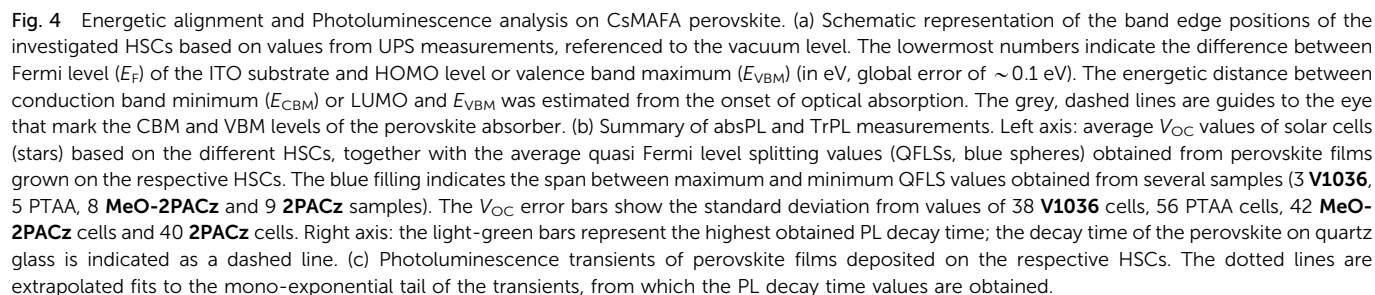 Fig. 4 Energetic alignment and Photoluminescence analysis on CsMAFA perovskite. (a) Schematic representation of the band edge positions of the
investigated HSCs based on values from UPS measurements, referenced to the vacuum level. The lowermost numbers indicate the difference between
Fermi level (E_F) of the ITO substrate and HOMO level or valence band maximum (E_VBM) (in eV, global error of ∼0.1 eV). The energetic distance between
conduction band minimum (E_CBM) or LUMO and E_VBM was estimated from the onset of optical absorption. The grey, dashed lines are guides to the eye
that mark the CBM and VBM levels of the perovskite absorber. (b) Summary of absPL and TrPL measurements. Left axis: average V_OC values of solar cells
(stars) based on the different HSCs, together with the average quasi Fermi level splitting values (QFLSs, blue spheres) obtained from perovskite films
grown on the respective HSCs. The blue filling indicates the span between maximum and minimum QFLS values obtained from several samples (3 V1036,
5 PTAA, 8 MeO-2PACz and 9 2PACz samples). The V_OC error bars show the standard deviation from values of 38 V1036 cells, 56 PTAA cells, 42 MeO-
2PACz cells and 40 2PACz cells. Right axis: the light-green bars represent the highest obtained PL decay time; the decay time of the perovskite on quartz
glass is indicated as a dashed line. (c) Photoluminescence transients of perovskite films deposited on the respective HSCs. The dotted lines are
extrapolated fits to the mono-exponential tail of the transients, from which the PL decay time values are obtained.